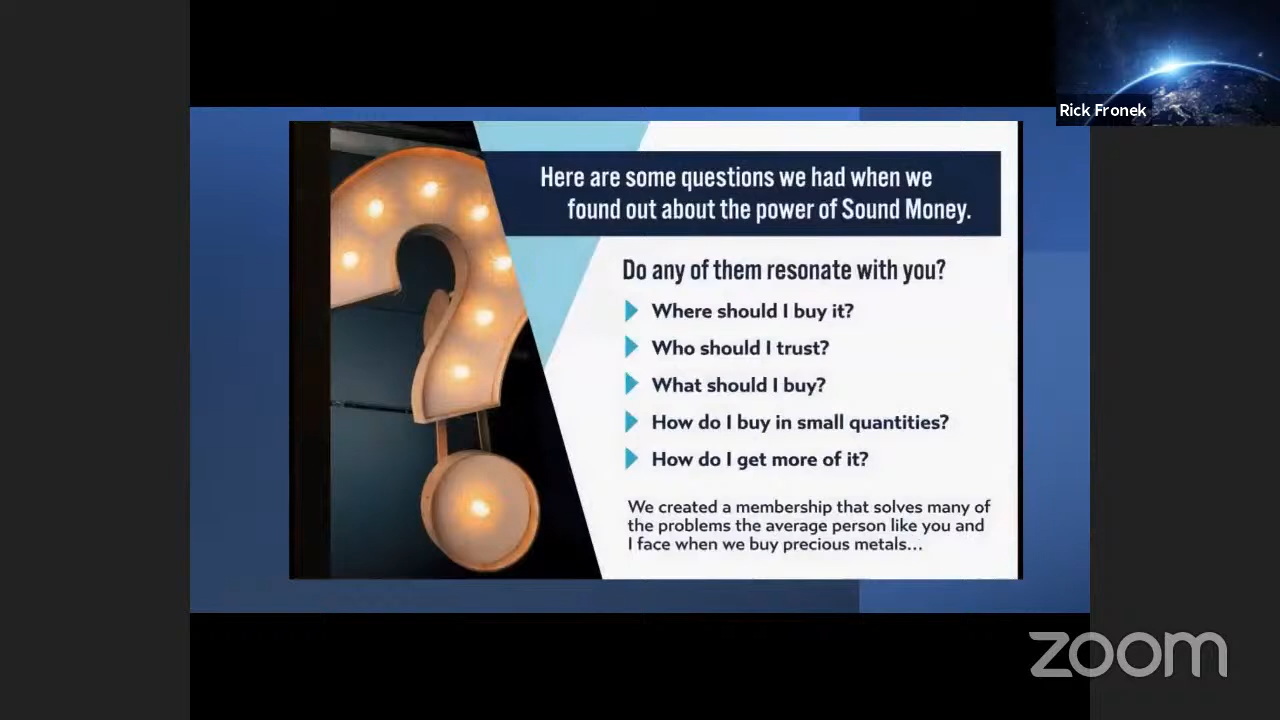 Rick Fronek
Here are some questions we had when we
found out about the power of Sound Money.
Do any of them resonate with you?
Where should I buy it?
Who should I trust?
What should I buy?
How do I buy in small quantities?
How do I get more of it?
We created a membership that solves many of
the problems the average person like you and
I face when we buy precious metals...
zoom